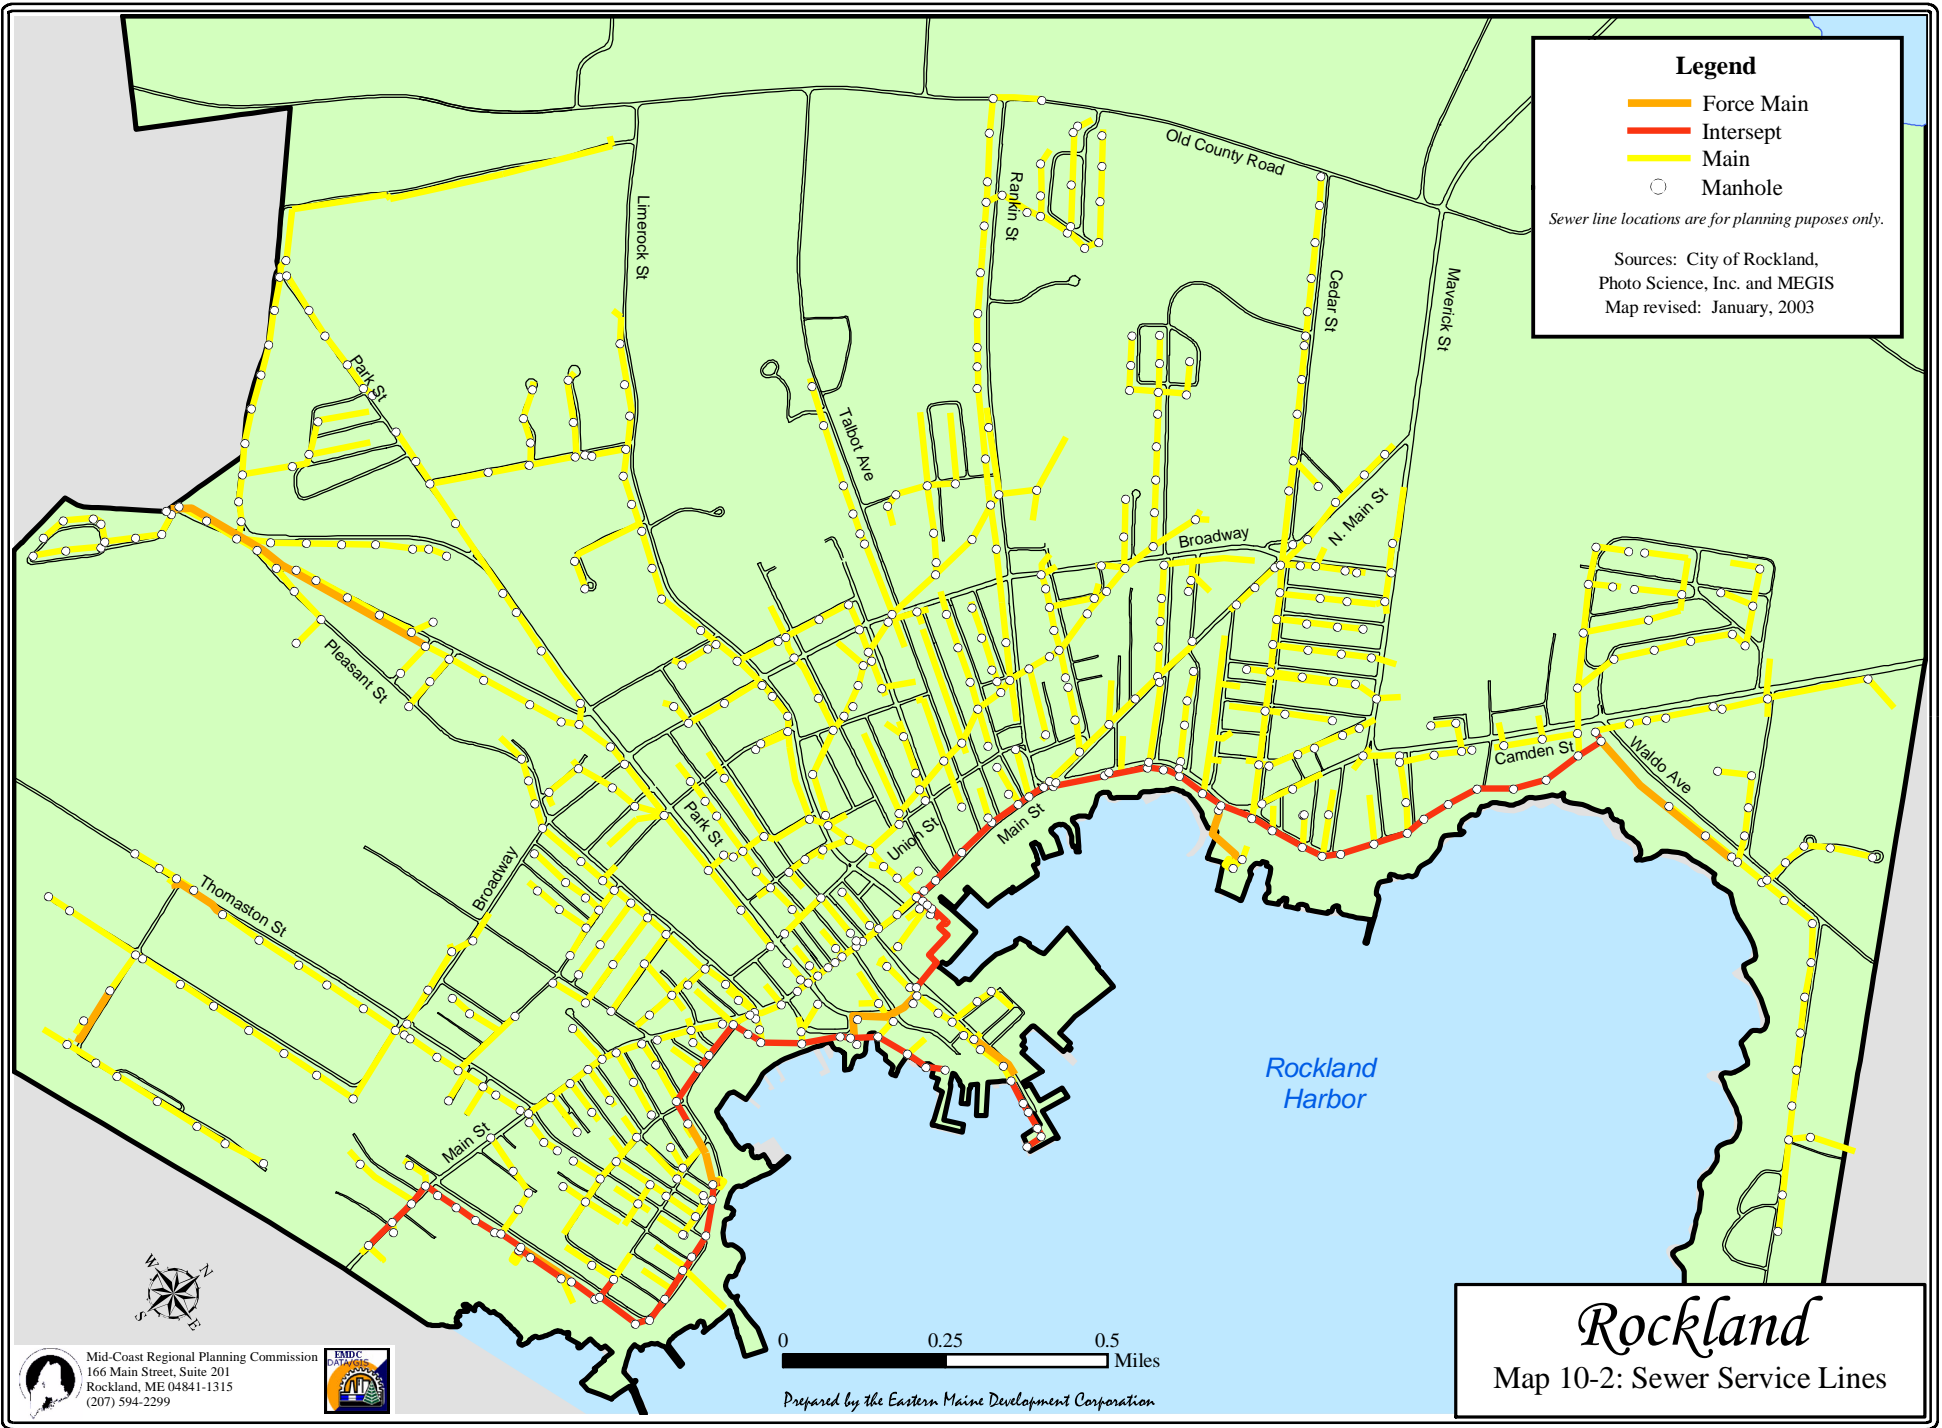 Legend
Force Main
Intersept
Main
Manhole
Sewer line locations are for planning puposes only.
Sources: City of Rockland,
Photo Science, Inc. and MEGIS
Map revised: January, 2003
Old County Road
Rankin St
Limerock St
Cedar St
Maverick St
Park St
Talbot Ave
N. Main St
Broadway
Pleasant St
Camden St
Waldo Ave
Park St
Union St
Main St
Broadway
Thomaston St
Main St
Rockland
Harbor
W
N
S
E
0
0.25
0.5
Miles
Prepared by the Eastern Maine Development Corporation
Mid-Coast Regional Planning Commission
166 Main Street, Suite 201
Rockland, ME 04841-1315
(207) 594-2299
EMDC
DATA/GIS
Rockland
Map 10-2: Sewer Service Lines